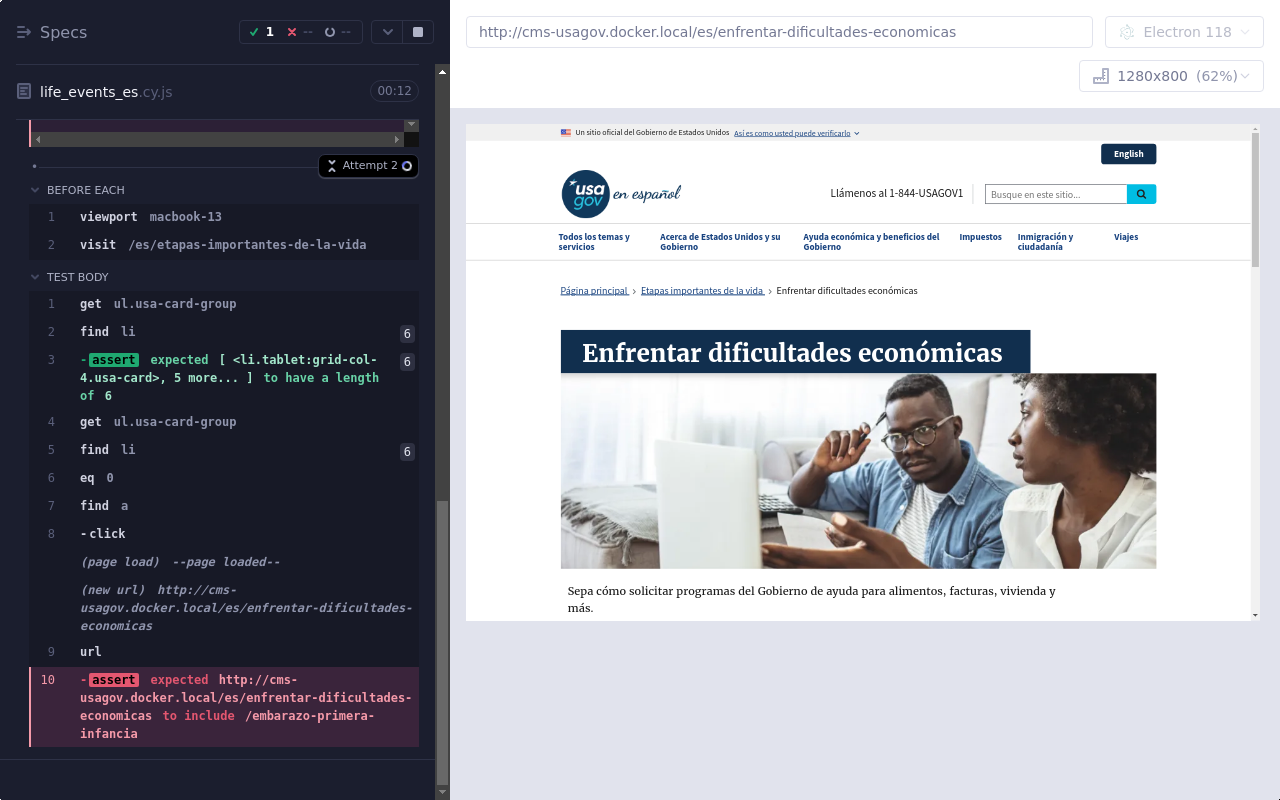 Specs
1
--
--
life_events_es.cy.js
00:12
Attempt 2
BEFORE EACH
1 viewport macbook-13
2 visit /es/etapas-importantes-de-la-vida
TEST BODY
1 get ul.usa-card-group
2 find li 6
3 -assert expected [ <li.tablet:grid-col- 6
4.usa-card>, 5 more... ] to have a length
of 6
4 get ul.usa-card-group
5 find li 6
6 eq 0
7 find a
8 -click
(page load) --page loaded--
(new url) http://cms-
usagov.docker.local/es/enfrentar-dificultades-
economicas
9 url
10 -assert expected http://cms-
usagov.docker.local/es/enfrentar-dificultades-
economicas to include /embarazo-primera-
infancia
http://cms-usagov.docker.local/es/enfrentar-dificultades-economicas
Electron 118
1280x800 (62%)
Un sitio oficial del Gobierno de Estados Unidos Así es como usted puede verificarlo
English
usa
gov
en español
Llámenos al 1-844-USAGOV1
Busque en este sitio...
Todos los temas y
servicios
Acerca de Estados Unidos y su
Gobierno
Ayuda económica y beneficios del
Gobierno
Impuestos
Inmigración y
ciudadanía
Viajes
Página principal › Etapas importantes de la vida › Enfrentar dificultades económicas
Enfrentar dificultades económicas
Sepa cómo solicitar programas del Gobierno de ayuda para alimentos, facturas, vivienda y
más.